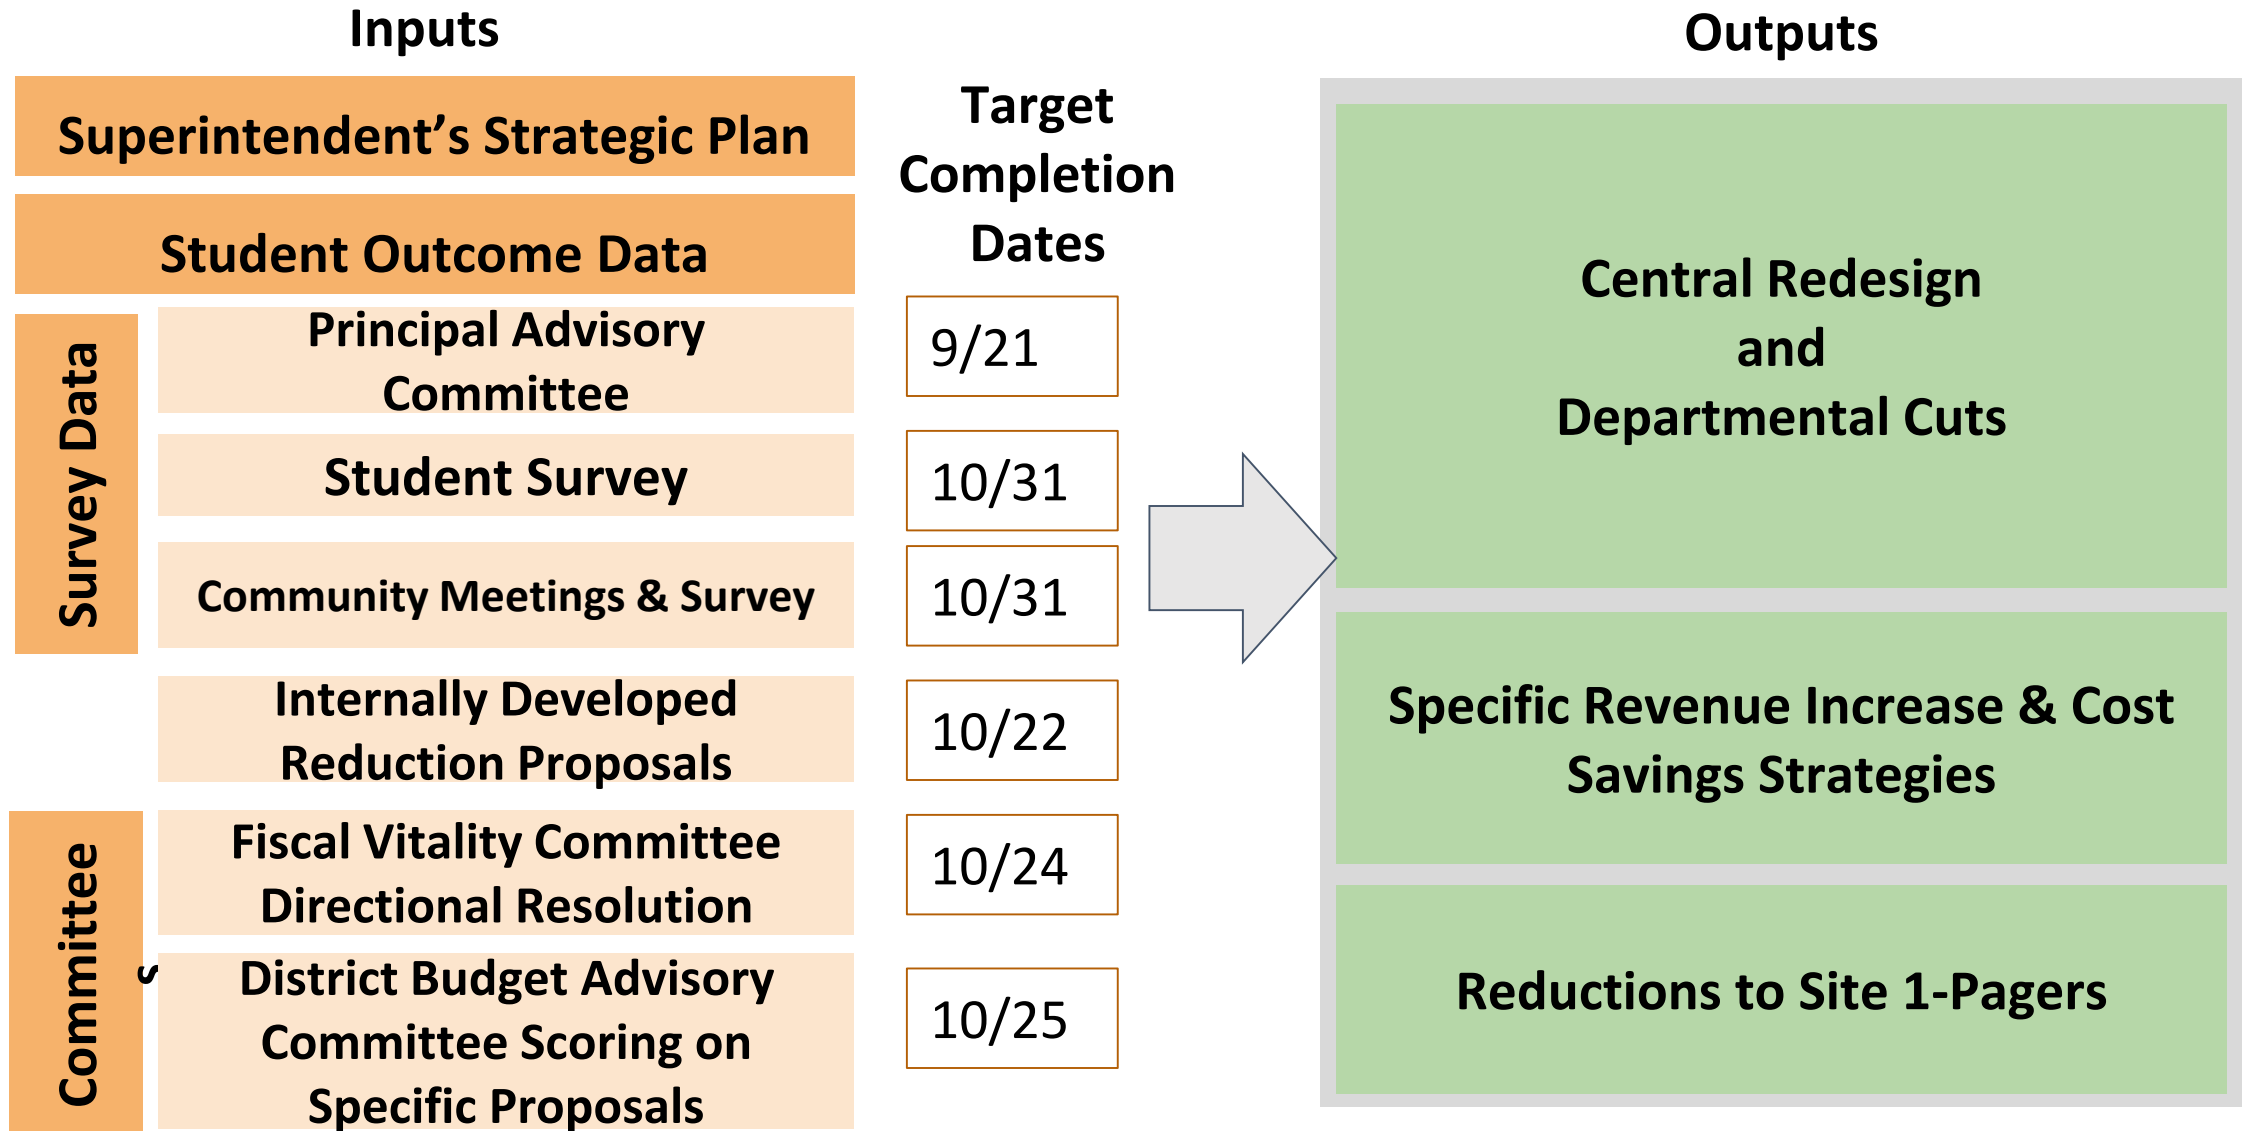 Inputs
Superintendent’s Strategic Plan
Student Outcome Data
Survey Data
Principal Advisory
Committee
Student Survey
Community Meetings & Survey
Internally Developed
Reduction Proposals
Committee
s
Fiscal Vitality Committee
Directional Resolution
District Budget Advisory
Committee Scoring on
Specific Proposals
Target
Completion
Dates
9/21
10/31
10/31
10/22
10/24
10/25
Outputs
Central Redesign
and
Departmental Cuts
Specific Revenue Increase & Cost
Savings Strategies
Reductions to Site 1-Pagers